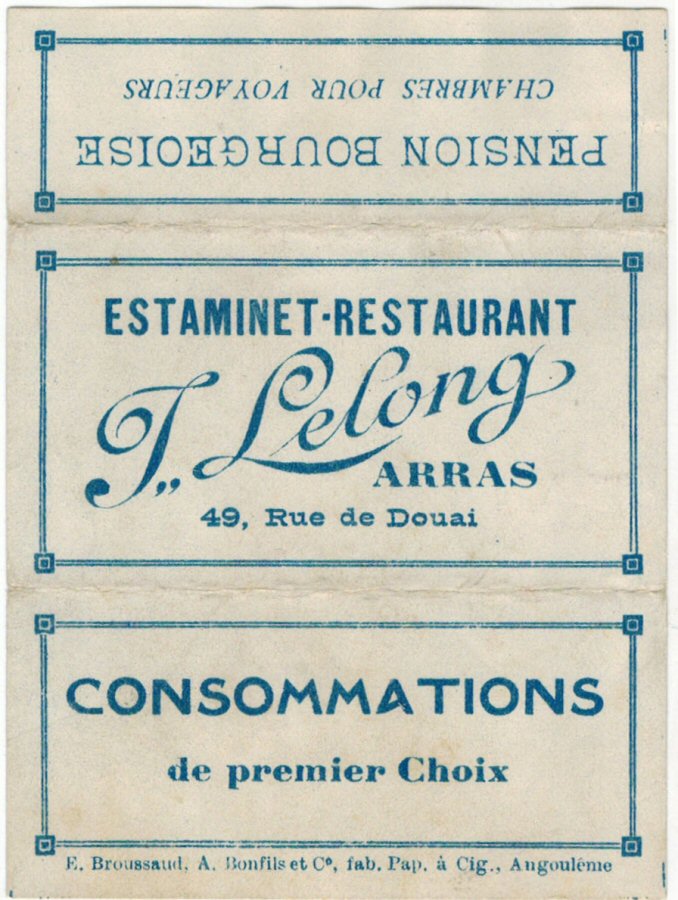 PENSION BOURGEOISE
CHAMBRES POUR VOYAGEURS
ESTAMINET-RESTAURANT
J. Lelong
ARRAS
49, Rue de Douai
CONSOMMATIONS
de premier Choix
E. Broussaud, A. Bonfils et Cº, fab. Pap. à Cig., Angoulême